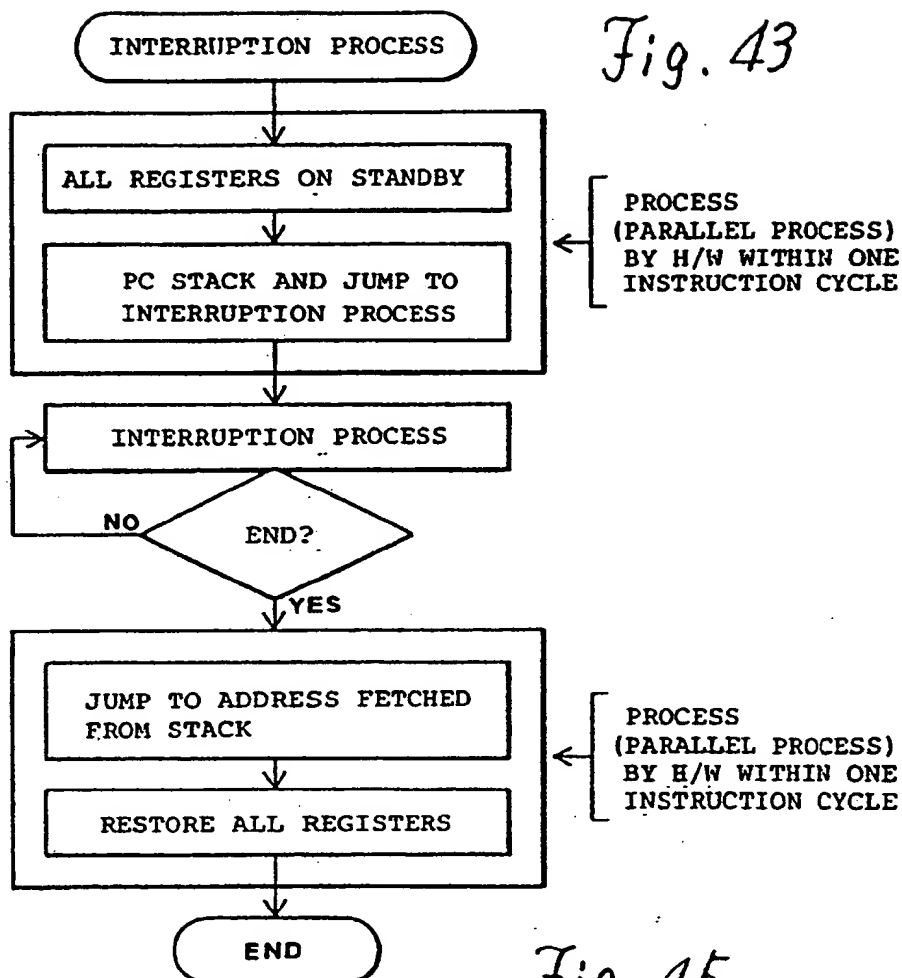 INTERRUPTION PROCESS
Fig. 43
ALL REGISTERS ON STANDBY
PC STACK AND JUMP TO
INTERRUPTION PROCESS
PROCESS
(PARALLEL PROCESS)
BY H/W WITHIN ONE
INSTRUCTION CYCLE
INTERRUPTION PROCESS
END?
NO
YES
JUMP TO ADDRESS FETCHED
FROM STACK
RESTORE ALL REGISTERS
PROCESS
(PARALLEL PROCESS)
BY H/W WITHIN ONE
INSTRUCTION CYCLE
END
Fig. 45